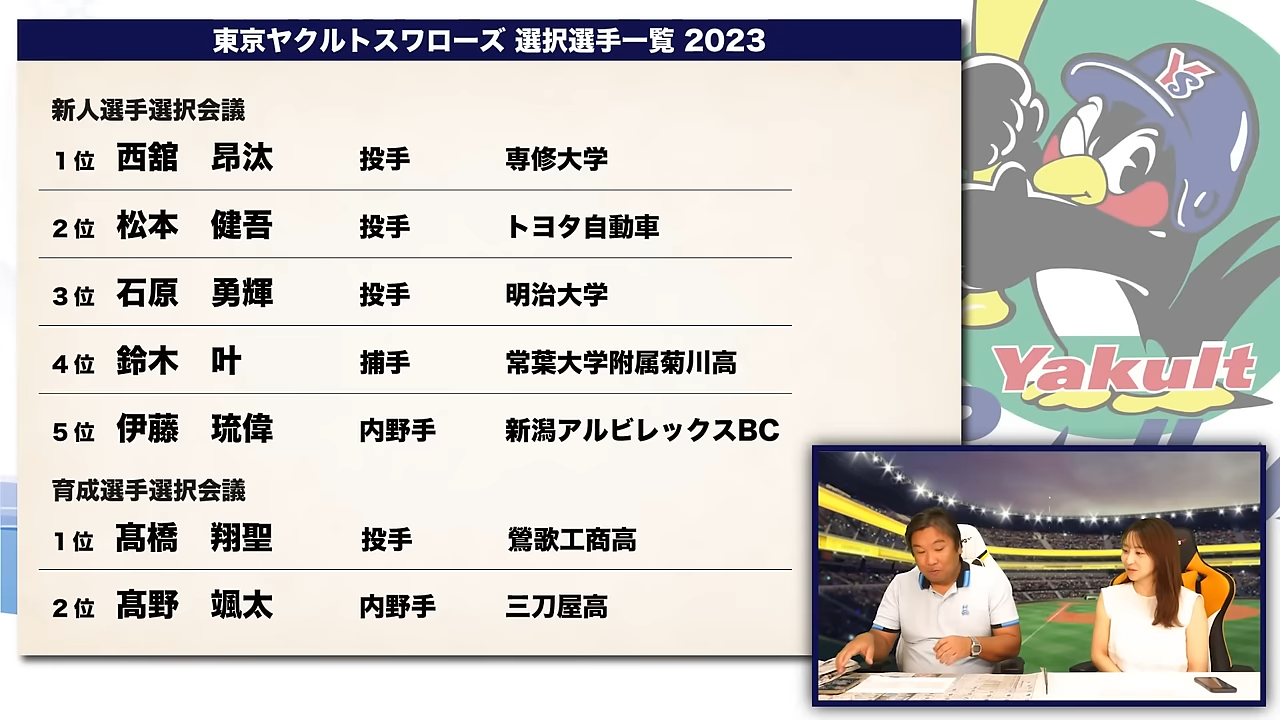 東京ヤクルトスワローズ 選択選手一覧 2023
新人選手選択会議
1位 西舘 昂汰 投手 専修大学
2位 松本 健吾 投手 トヨタ自動車
3位 石原 勇輝 投手 明治大学
4位 鈴木 叶 捕手 常葉大学附属菊川高
5位 伊藤 琉偉 内野手 新潟アルビレックスBC
育成選手選択会議
1位 髙橋 翔聖 投手 鶯歌工商高
2位 髙野 颯太 内野手 三刀屋高
YS
Yakult